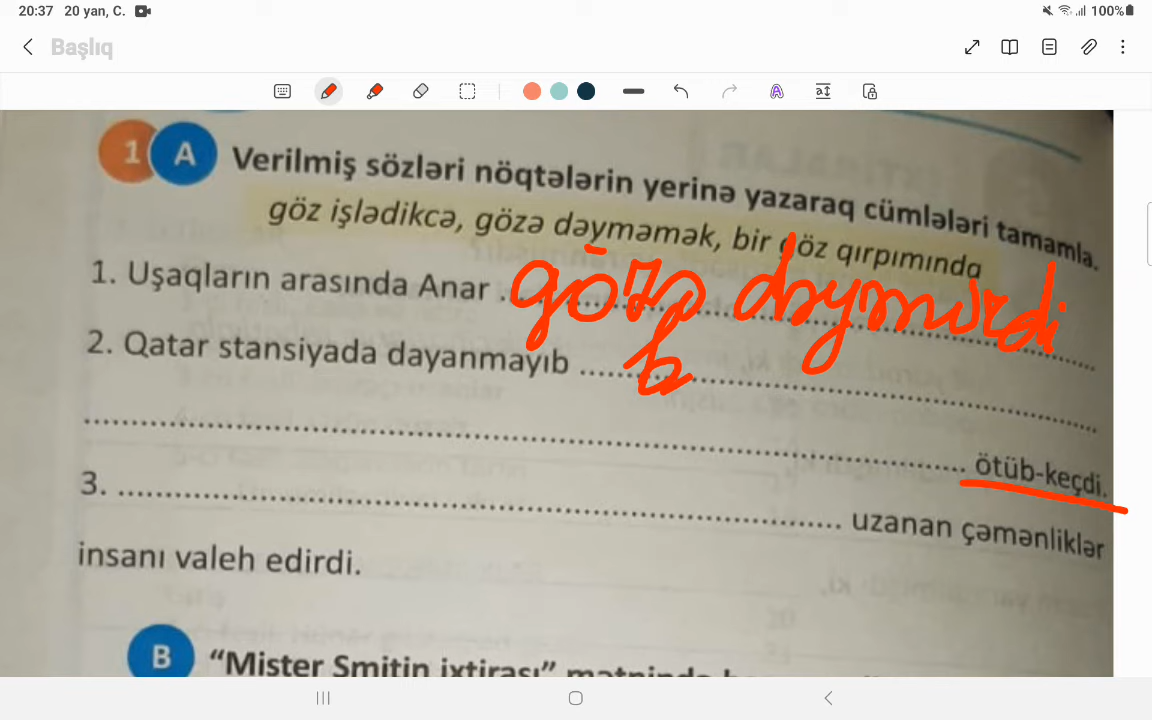 20:37 20 yan, C. 100%
Başlıq
1 A Verilmiş sözləri nöqtələrin yerinə yazaraq cümlələri tamamla.
göz işlədikcə, gözə dəyməmək, bir göz qırpımında
1. Uşaqların arasında Anar ........ gözə dəymirdi
2. Qatar stansiyada dayanmayıb ........ b
........ ötüb-keçdi.
3. ........ uzanan çəmənliklər
insanı valeh edirdi.
B "Mister Smitin ixtirası" mətnində